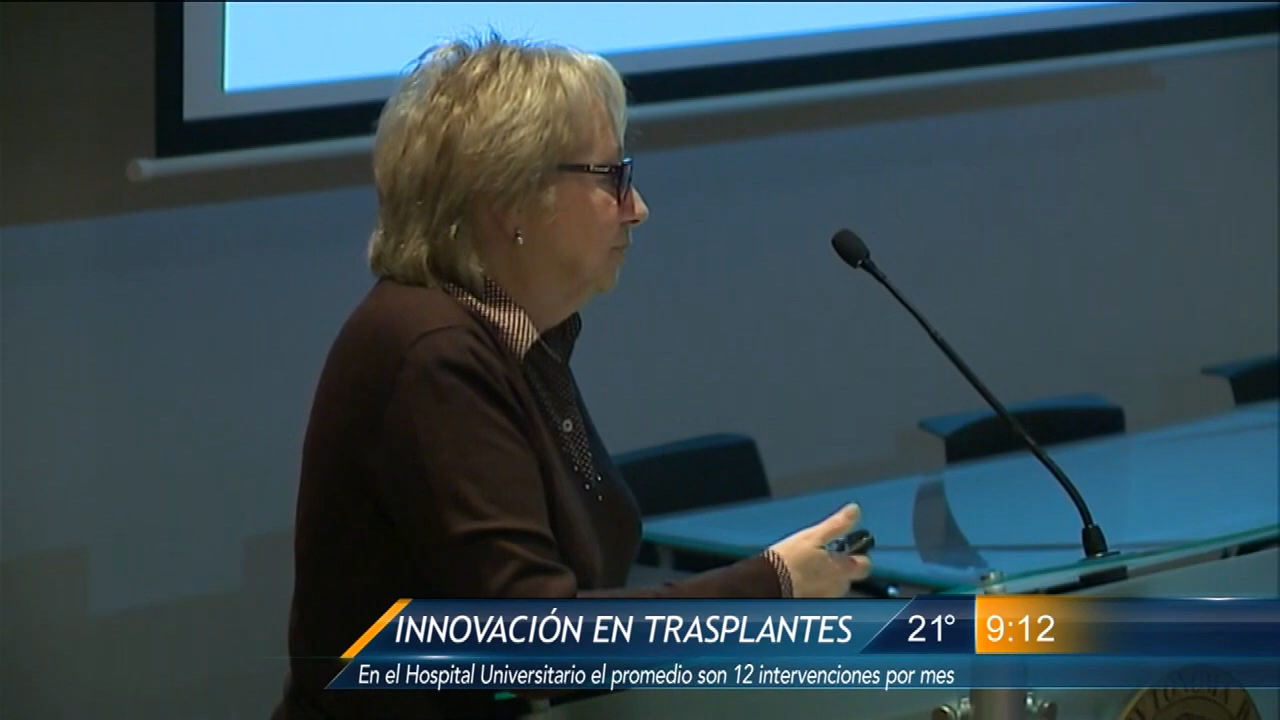 INNOVACIÓN EN TRASPLANTES
21° 9:12
En el Hospital Universitario el promedio son 12 intervenciones por mes